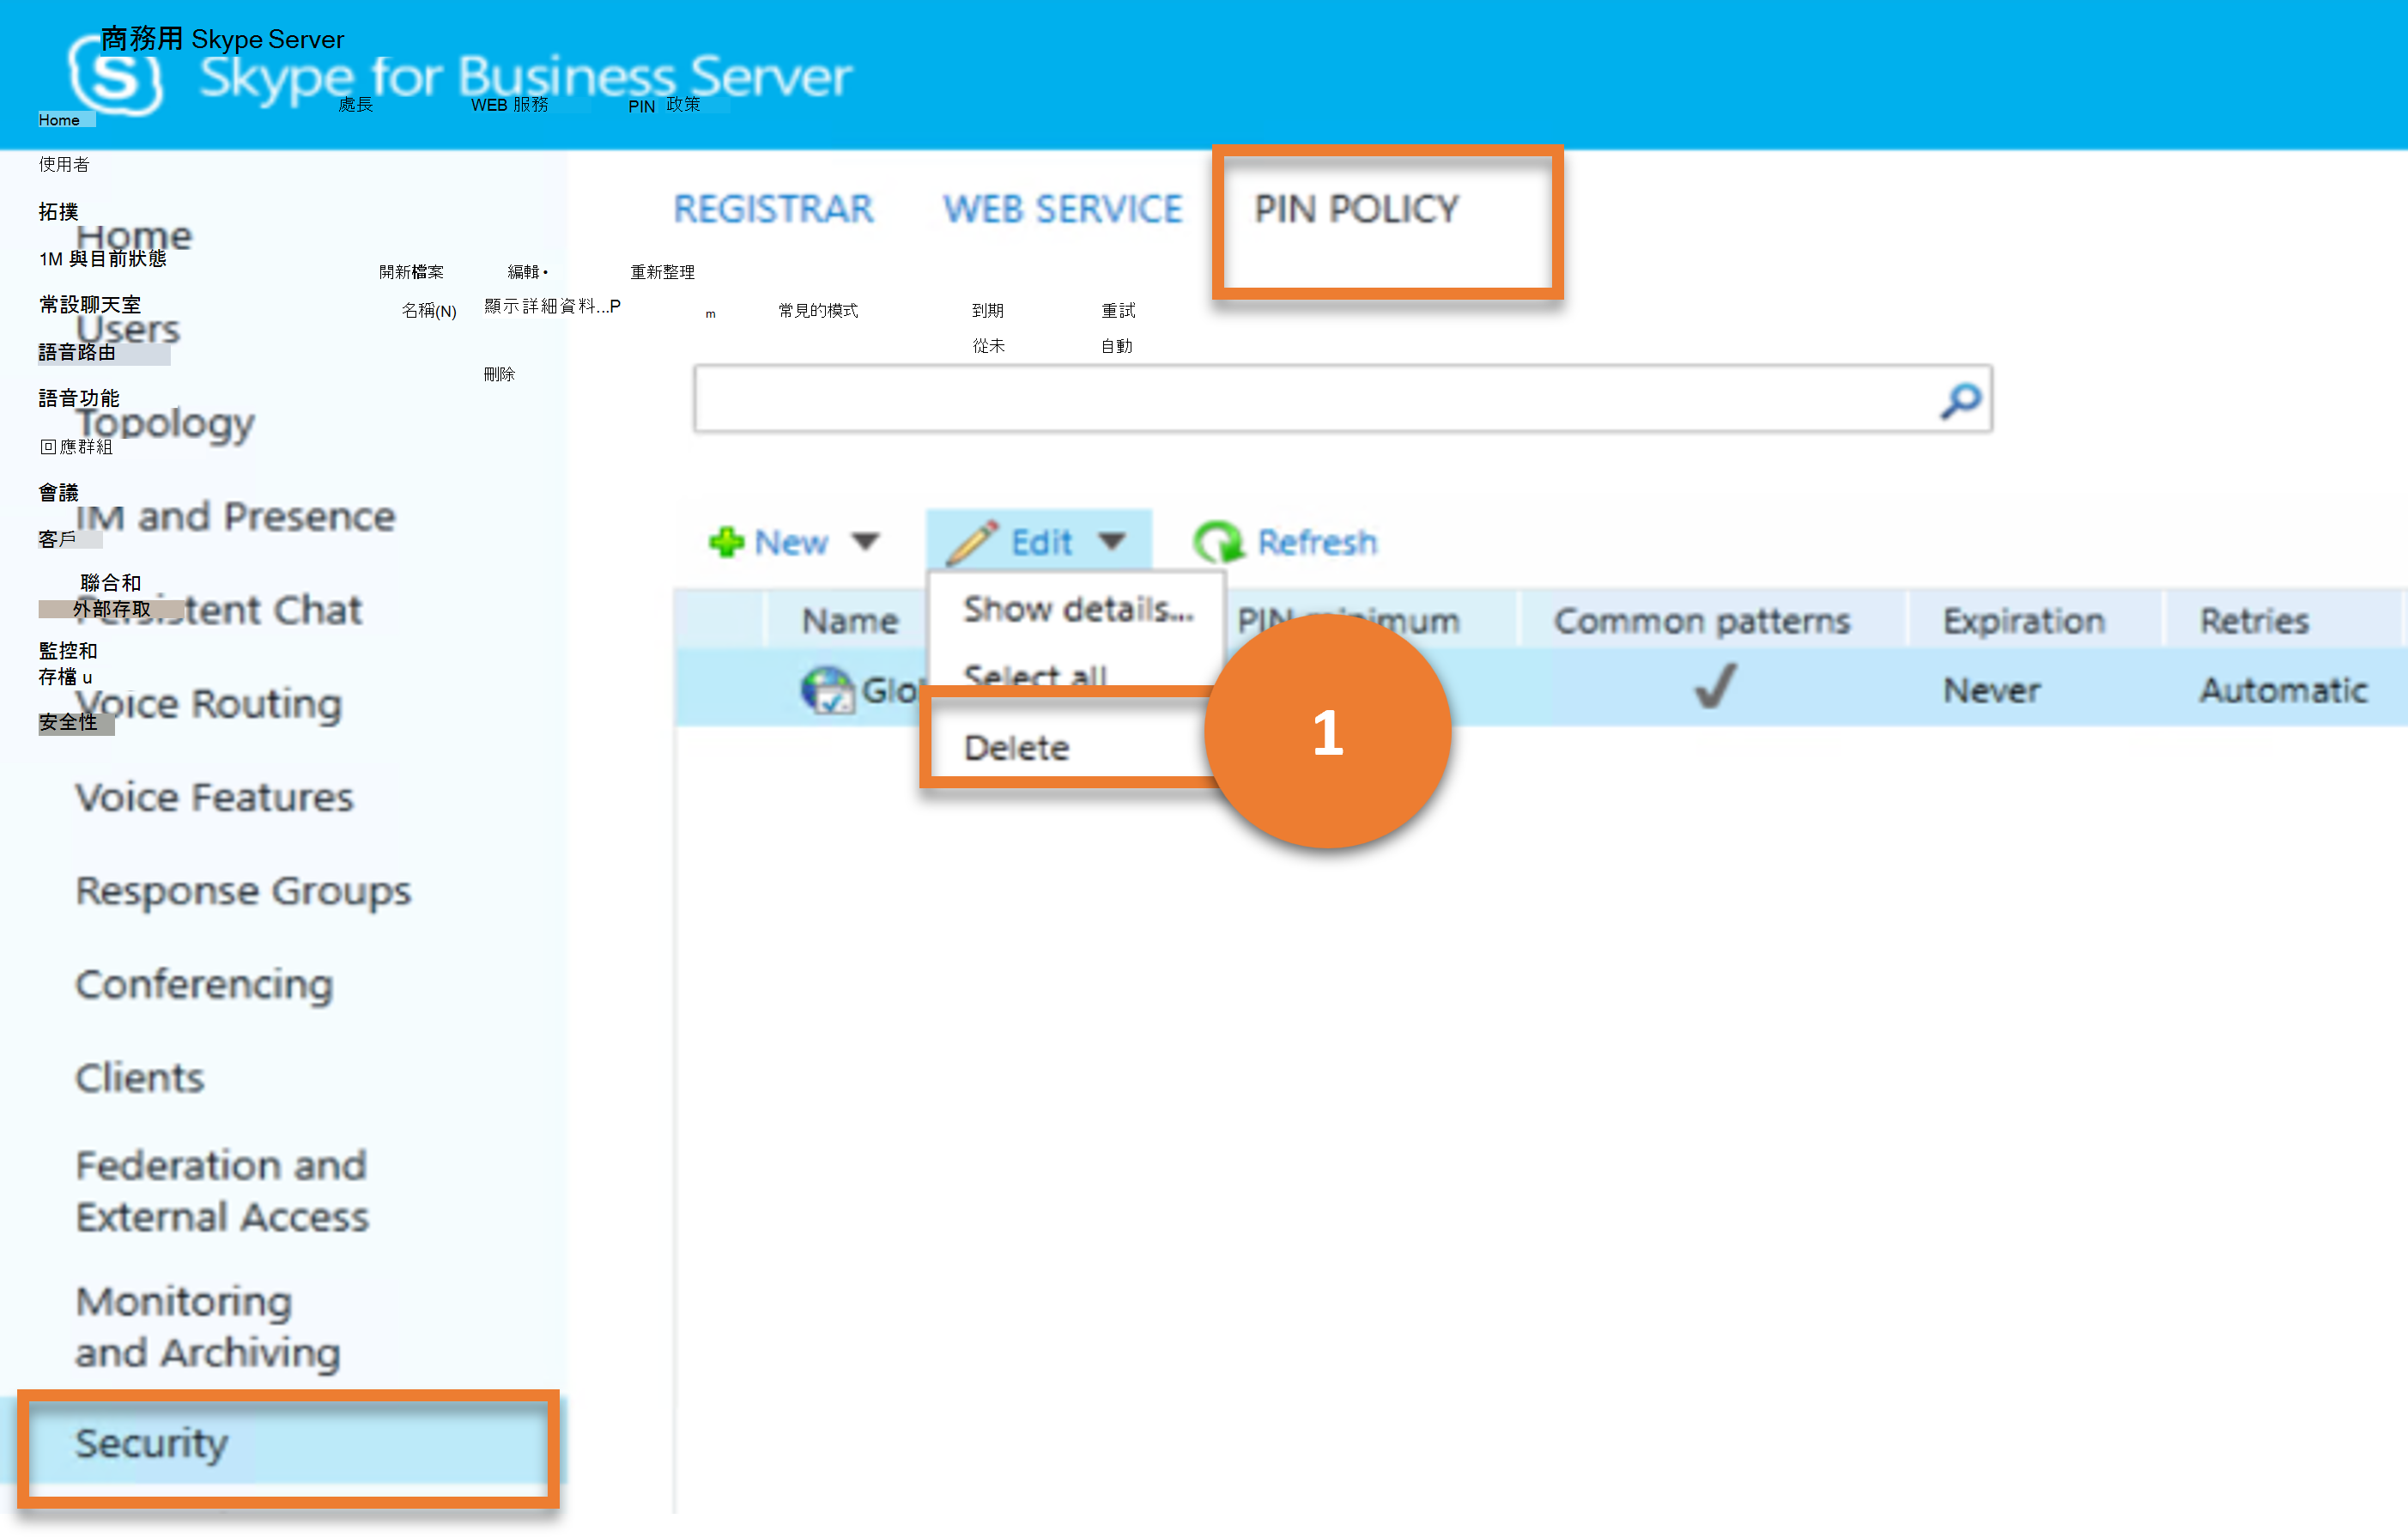 商務用 Skype Server
Skype for Business Server
處長 WEB 服務 PIN 政策
Home
使用者
拓撲
1M 與目前狀態
常設聊天室
語音路由
語音功能
回應群組
會議
客戶
聯合和
外部存取
監控和
存檔 u
安全性
開新檔案 編輯 • 重新整理
名稱(N) 顯示詳細資料...P m 常見的模式 到期 重試
從未 自動
刪除
REGISTRAR WEB SERVICE PIN POLICY
Home
Users
Topology
IM and Presence
Persistent Chat
Voice Routing
Voice Features
Response Groups
Conferencing
Clients
Federation and
External Access
Monitoring
and Archiving
Security
New Edit Refresh
Name PIN minimum Common patterns Expiration Retries
Never Automatic
Show details...
Select all
Delete
1